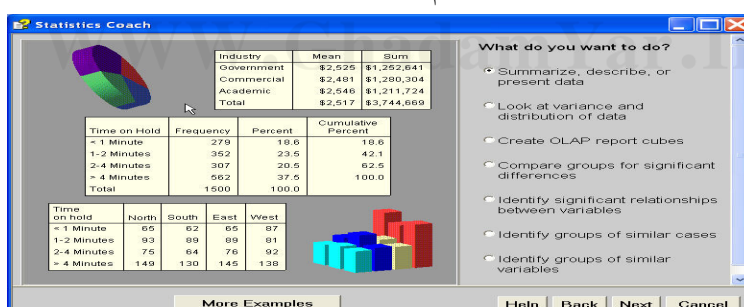 Statistics Coach
Industry Mean Sum
Government $2,525 $1,252,641
Commercial $2,481 $1,280,304
Academic $2,546 $1,211,724
Total $2,517 $3,744,669
Time on Hold Frequency Percent Cumulative Percent
< 1 Minute 279 18.6 18.6
1-2 Minutes 352 23.5 42.1
2-4 Minutes 307 20.5 62.5
> 4 Minutes 562 37.5 100.0
Total 1500 100.0
Time
on hold North South East West
< 1 Minute 65 62 65 87
1-2 Minutes 93 89 89 81
2-4 Minutes 75 64 76 92
> 4 Minutes 149 130 145 138
More Examples
What do you want to do?
Summarize, describe, or
present data
Look at variance and
distribution of data
Create OLAP report cubes
Compare groups for significant
differences
Identify significant relationships
between variables
Identify groups of similar cases
Identify groups of similar
variables
Help Back Next Cancel